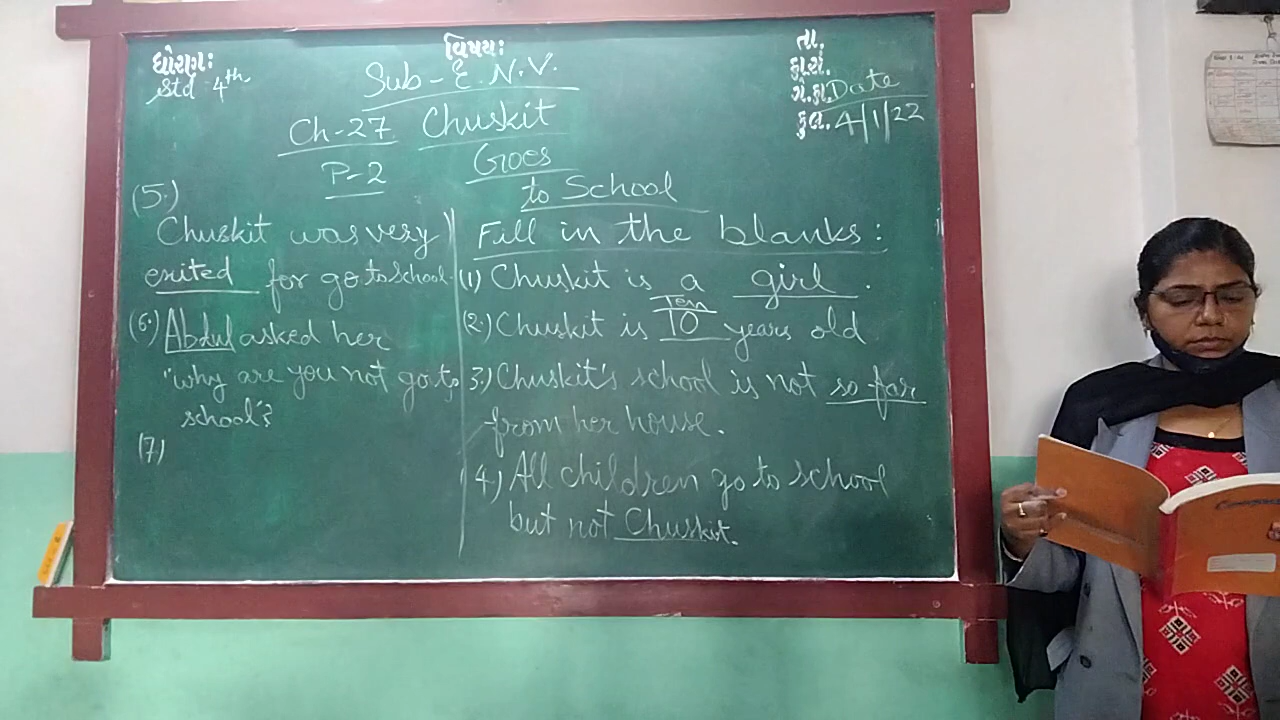 ધોરણ:
Std : 4th
વિષય:
Sub - E.N.V.
તા.
કા.સં.
ગે.કા.
કુલ.
Date
4/1/22
Ch-27 Chuskit
P-2 Goes
to School
(5.)
Chuskit was very
exited for go to school.
(6.) Abdul asked her
"why are you not go to
school"?
(7)
Fill in the blanks :
(1) Chuskit is a girl .
Ten
(2.) Chuskit is 10 years old
3.) Chuskit's school is not so far
from her house.
4.) All children go to school
but not Chuskit.